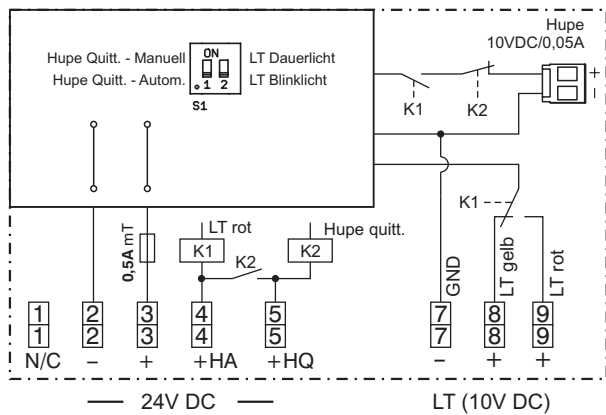 Hupe
10VDC/0,05A
Hupe Quitt. - Manuell
ON
LT Dauerlicht
Hupe Quitt. - Autom.
1 2
LT Blinklicht
S1
+
−
K1
K2
K1
0,5A mT
LT rot
K1
K2
Hupe quitt.
K2
GND
LT gelb
LT rot
1 2 3 4 5 7 8 9
1 2 3 4 5 7 8 9
N/C − + +HA +HQ − + +
24V DC
LT (10V DC)